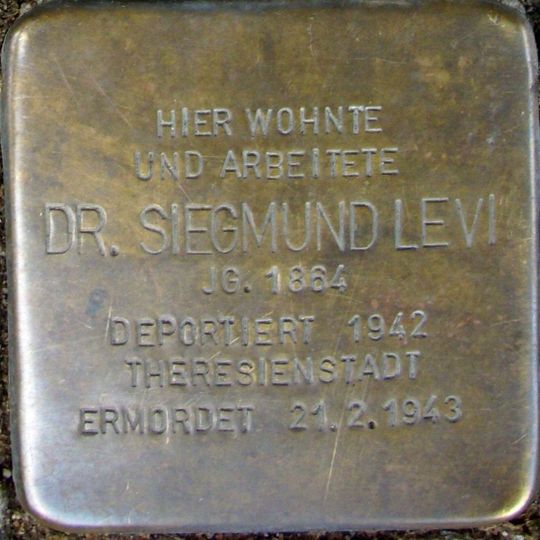 HIER WOHNTE
UND ARBEITETE
DR. SIEGMUND LEVI
JG. 1864
DEPORTIERT 1942
THERESIENSTADT
ERMORDET 21.2.1943